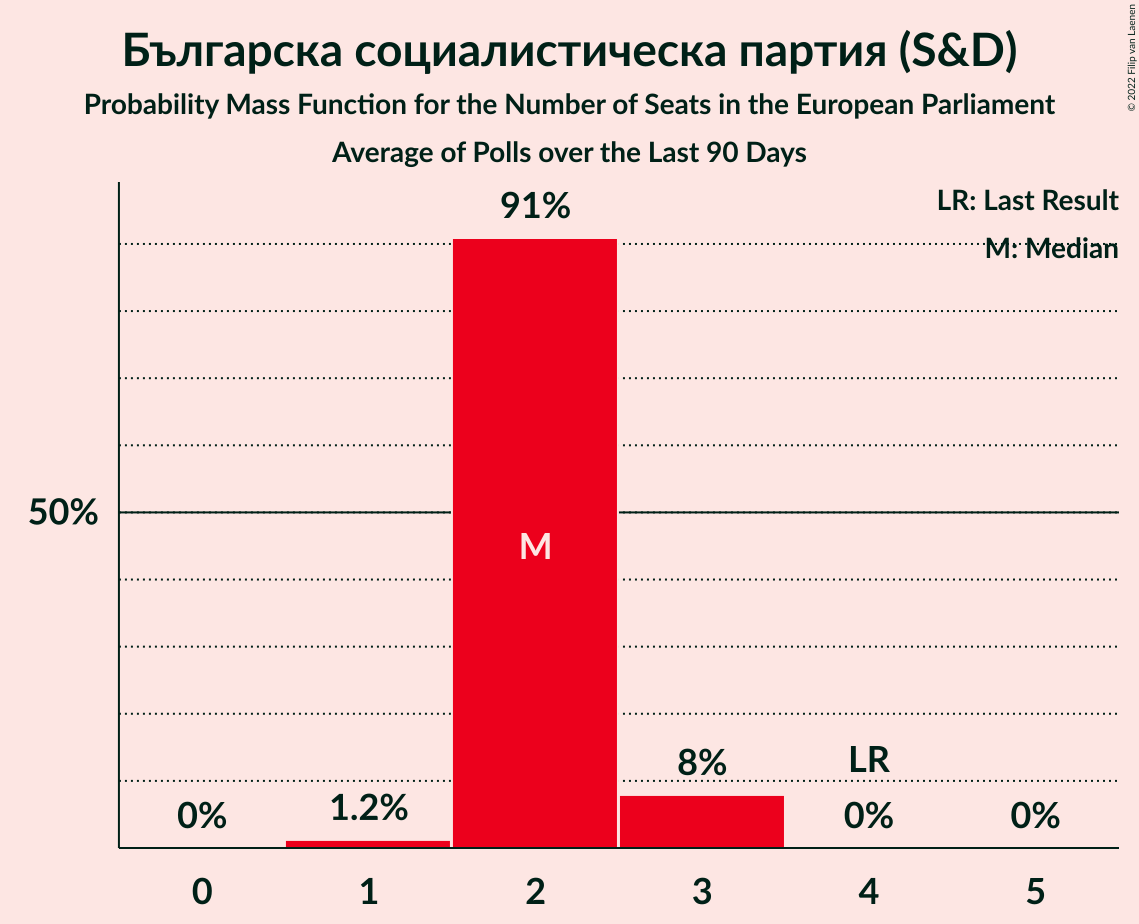 Българска социалистическа партия (S&D)
Probability Mass Function for the Number of Seats in the European Parliament
Average of Polls over the Last 90 Days
© 2022 Filip van Laenen
LR: Last Result
M: Median
91%
50%
M
8%
LR
0%
1.2%
0%
0%
0
1
2
3
4
5